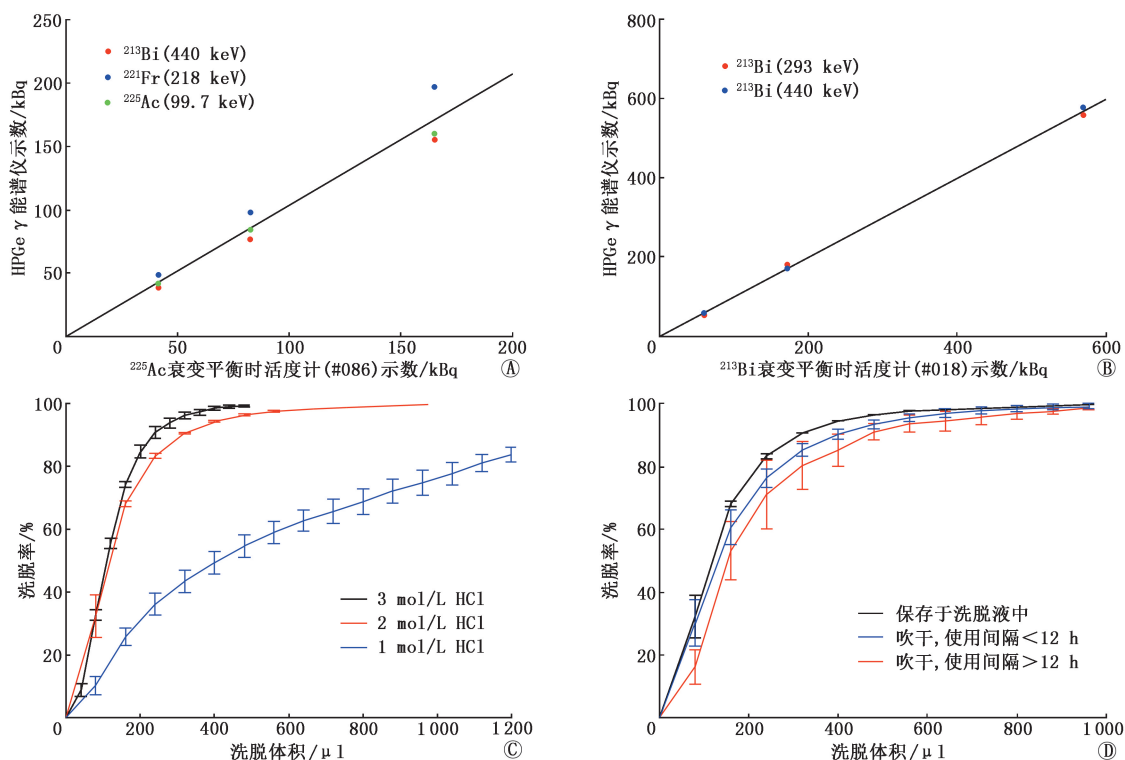 250
200
150
100
50
0
50
100
150
200
HPGe γ 能谱仪示数/kBq
²¹³Bi(440 keV)
²²¹Fr(218 keV)
²²⁵Ac(99.7 keV)
²²⁵Ac衰变平衡时活度计(#086)示数/kBq
Ⓐ
800
600
400
200
0
200
400
600
HPGe γ 能谱仪示数/kBq
²¹³Bi(293 keV)
²¹³Bi(440 keV)
²¹³Bi衰变平衡时活度计(#018)示数/kBq
Ⓑ
100
80
60
40
20
0
200
400
600
800
1 000
1 200
洗脱率/%
3 mol/L HCl
2 mol/L HCl
1 mol/L HCl
洗脱体积/μl
Ⓒ
100
80
60
40
20
0
200
400
600
800
1 000
洗脱率/%
保存于洗脱液中
吹干,使用间隔<12 h
吹干,使用间隔>12 h
洗脱体积/μl
Ⓓ